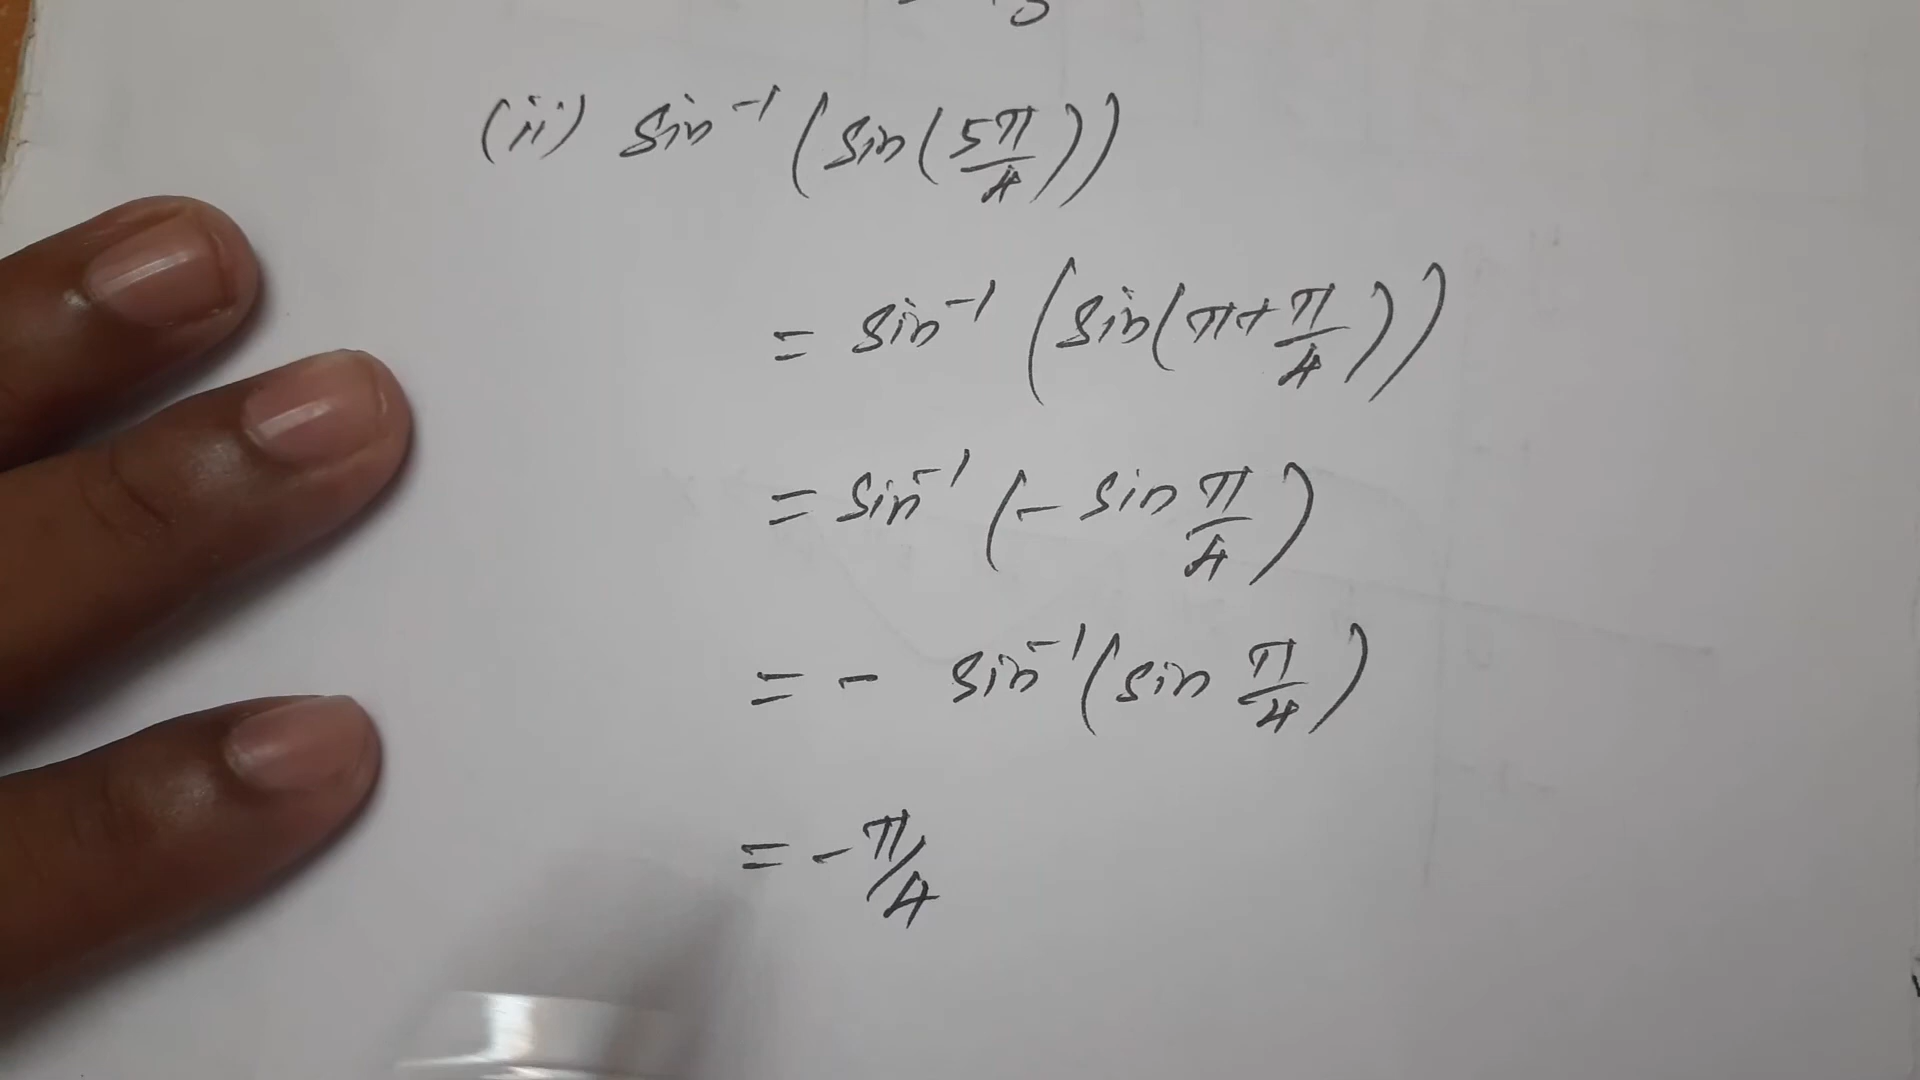 (ii) sin⁻¹ (sin(5π/4))
= sin⁻¹ (sin(π+π/4))
= sin⁻¹ (- sin π/4)
= - sin⁻¹ (sin π/4)
= -π/4